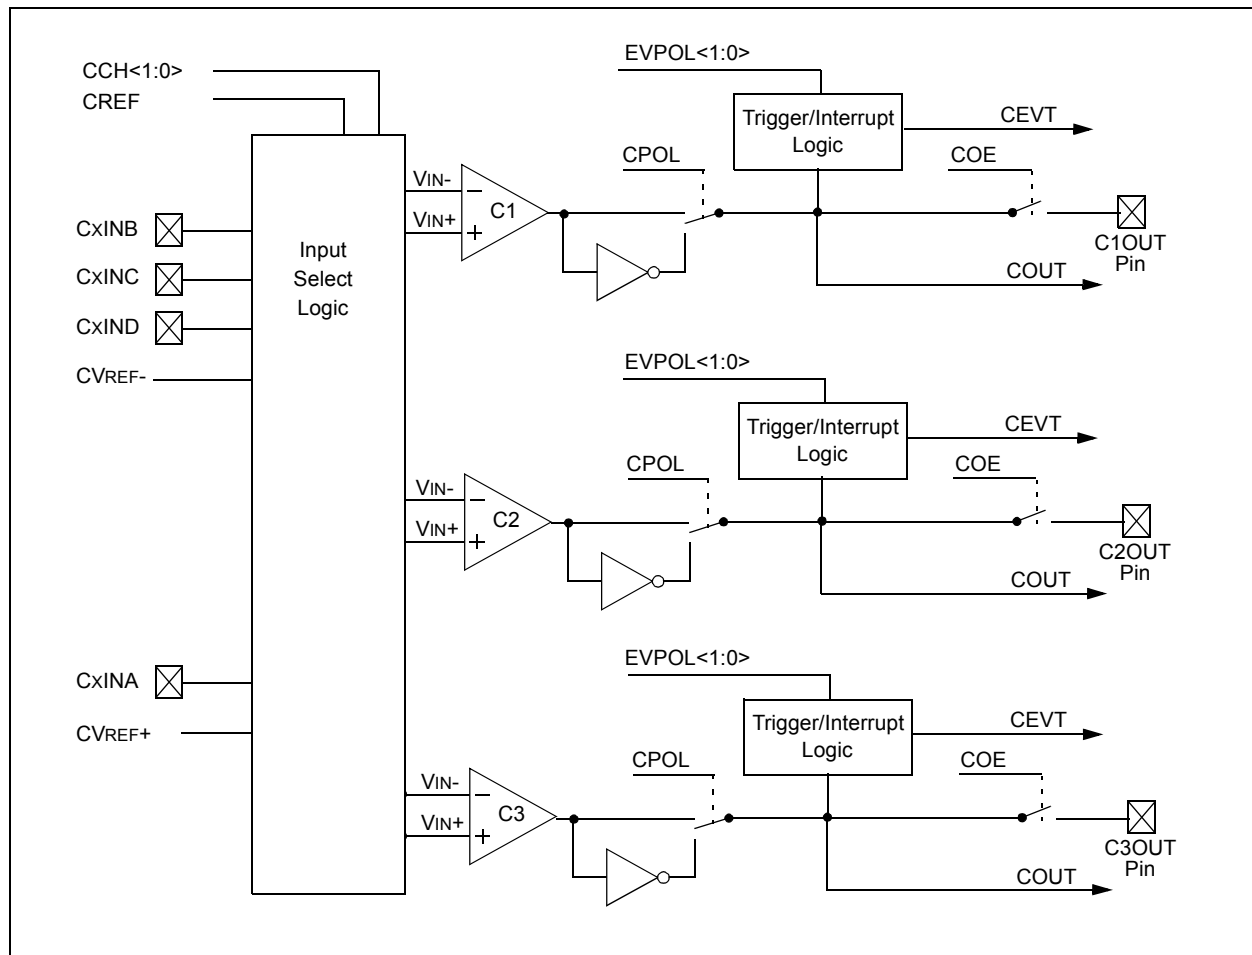 CCH<1:0>
CREF
CXINB
CXINC
CXIND
CVREF-
CXINA
CVREF+
Input
Select
Logic
EVPOL<1:0>
Trigger/Interrupt
Logic
CEVT
CPOL
COE
VIN-
VIN+
−
+
C1
C1OUT
Pin
COUT
EVPOL<1:0>
Trigger/Interrupt
Logic
CEVT
CPOL
COE
VIN-
VIN+
−
+
C2
C2OUT
Pin
COUT
EVPOL<1:0>
Trigger/Interrupt
Logic
CEVT
CPOL
COE
VIN-
VIN+
−
+
C3
C3OUT
Pin
COUT